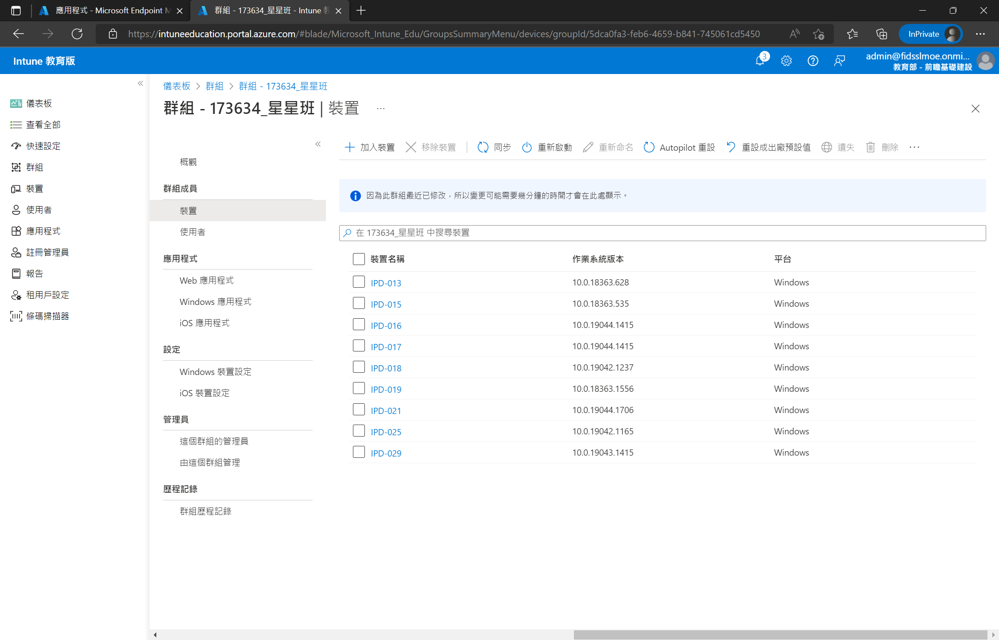 應用程式 - Microsoft Endpoint M
群組 - 173634_星星班 - Intune 教
https://intuneeducation.portal.azure.com/#blade/Microsoft_Intune_Edu/GroupsSummaryMenu/devices/groupId/5dca0fa3-feb6-4659-b841-745061cd5450
InPrivate
Intune 教育版
3
admin@fidsslmoe.onmi...
教育部 - 前瞻基礎建設
儀表板
查看全部
快速設定
群組
裝置
使用者
應用程式
註冊管理員
報告
租用戶設定
條碼掃描器
儀表板 > 群組 > 群組 - 173634_星星班
群組 - 173634_星星班 | 裝置 ...
概觀
群組成員
裝置
使用者
應用程式
Web 應用程式
Windows 應用程式
iOS 應用程式
設定
Windows 裝置設定
iOS 裝置設定
管理員
這個群組的管理員
由這個群組管理
歷程記錄
群組歷程記錄
加入裝置 移除裝置 同步 重新啟動 重新命名 Autopilot 重設 重設成出廠預設值 遺失 刪除 ...
因為此群組最近已修改，所以變更可能需要幾分鐘的時間才會在此處顯示。
在 173634_星星班 中搜尋裝置
裝置名稱 作業系統版本 平台
IPD-013 10.0.18363.628 Windows
IPD-015 10.0.18363.535 Windows
IPD-016 10.0.19044.1415 Windows
IPD-017 10.0.19044.1415 Windows
IPD-018 10.0.19042.1237 Windows
IPD-019 10.0.18363.1556 Windows
IPD-021 10.0.19044.1706 Windows
IPD-025 10.0.19042.1165 Windows
IPD-029 10.0.19043.1415 Windows